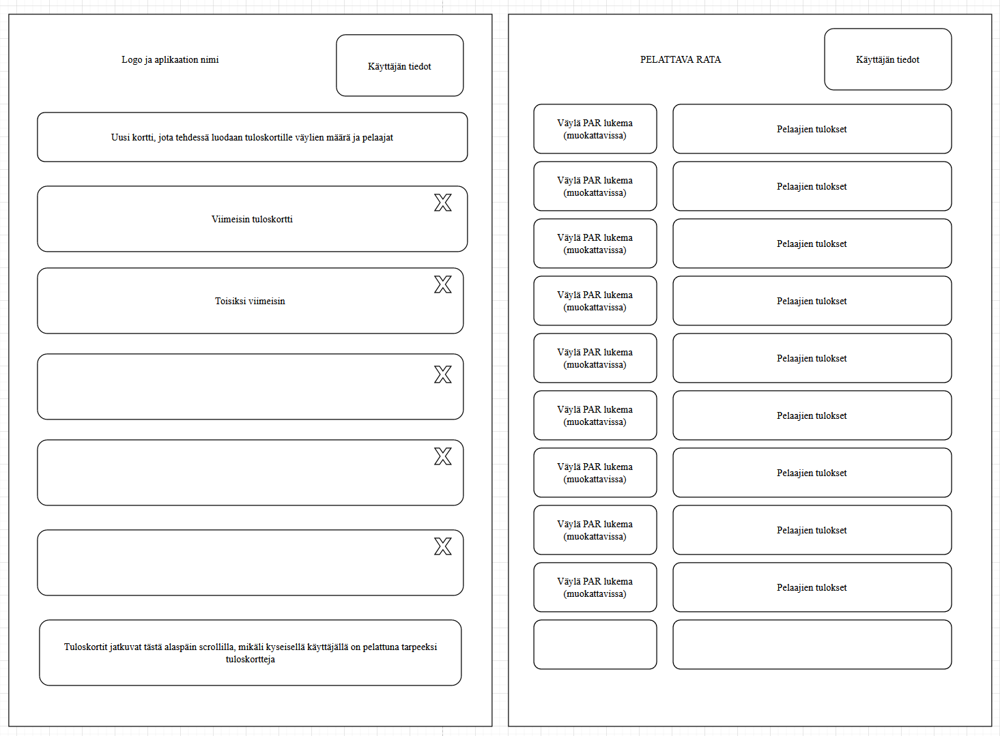 Logo ja aplikaation nimi
Käyttäjän tiedot
Uusi kortti, jota tehdessä luodaan tuloskortille väylien määrä ja pelaajat
Viimeisin tuloskortti
X
Toisiksi viimeisin
X
X
X
X
Tuloskortit jatkuvat tästä alaspäin scrollilla, mikäli kyseisellä käyttäjällä on pelattuna tarpeeksi
tuloskortteja
PELATTAVA RATA
Käyttäjän tiedot
Väylä PAR lukema
(muokattavissa)
Pelaajien tulokset
Väylä PAR lukema
(muokattavissa)
Pelaajien tulokset
Väylä PAR lukema
(muokattavissa)
Pelaajien tulokset
Väylä PAR lukema
(muokattavissa)
Pelaajien tulokset
Väylä PAR lukema
(muokattavissa)
Pelaajien tulokset
Väylä PAR lukema
(muokattavissa)
Pelaajien tulokset
Väylä PAR lukema
(muokattavissa)
Pelaajien tulokset
Väylä PAR lukema
(muokattavissa)
Pelaajien tulokset
Väylä PAR lukema
(muokattavissa)
Pelaajien tulokset